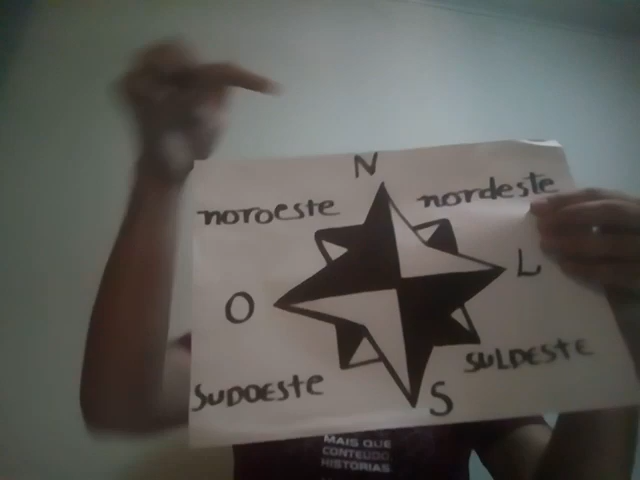 N
noroeste
nordeste
O
L
SUDOESTE
SULDESTE
S
MAIS QUE
CONTEÚDO,
HISTÓRIAS